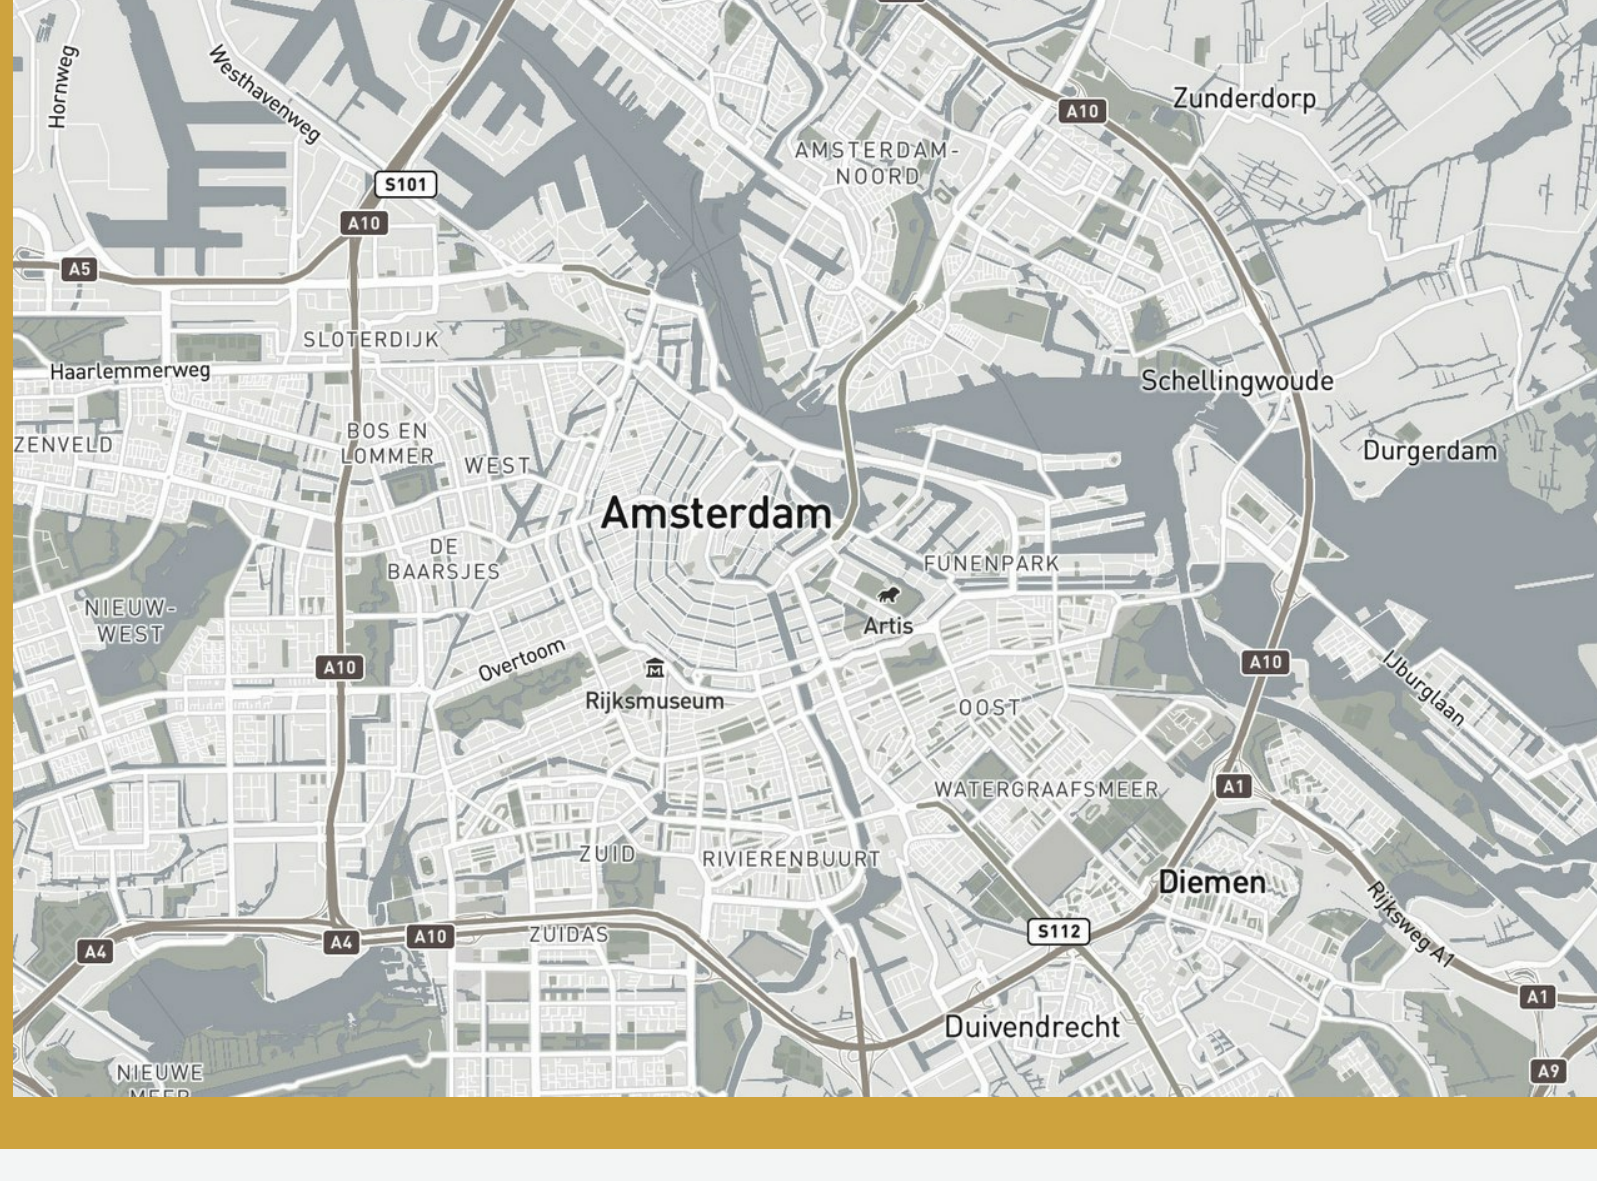 Hornweg
Westhavenweg
A10
Zunderdorp
AMSTERDAM-
NOORD
S101
A10
A5
SLOTERDIJK
Haarlemmerweg
Schellingwoude
BOS EN
LOMMER
ZENVELD
WEST
Durgerdam
Amsterdam
DE
BAARSJES
FUNENPARK
NIEUW-
WEST
Artis
Overtoom
A10
A10
IJburglaan
Rijksmuseum
OOST
WATERGRAAFSMEER
A1
ZUID
RIVIERENBUURT
Diemen
Rijksweg A1
A4
A4
A10
ZUIDAS
S112
A1
Duivendrecht
NIEUWE
MEER
A9